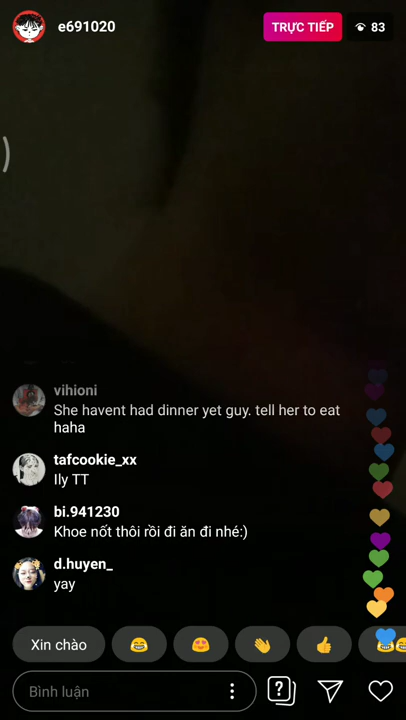 e691020
TRỰC TIẾP
83
vihioni
She havent had dinner yet guy. tell her to eat
haha
tafcookie_xx
Ily TT
bi.941230
Khoe nốt thôi rồi đi ăn đi nhé:)
d.huyen_
yay
Xin chào
Bình luận